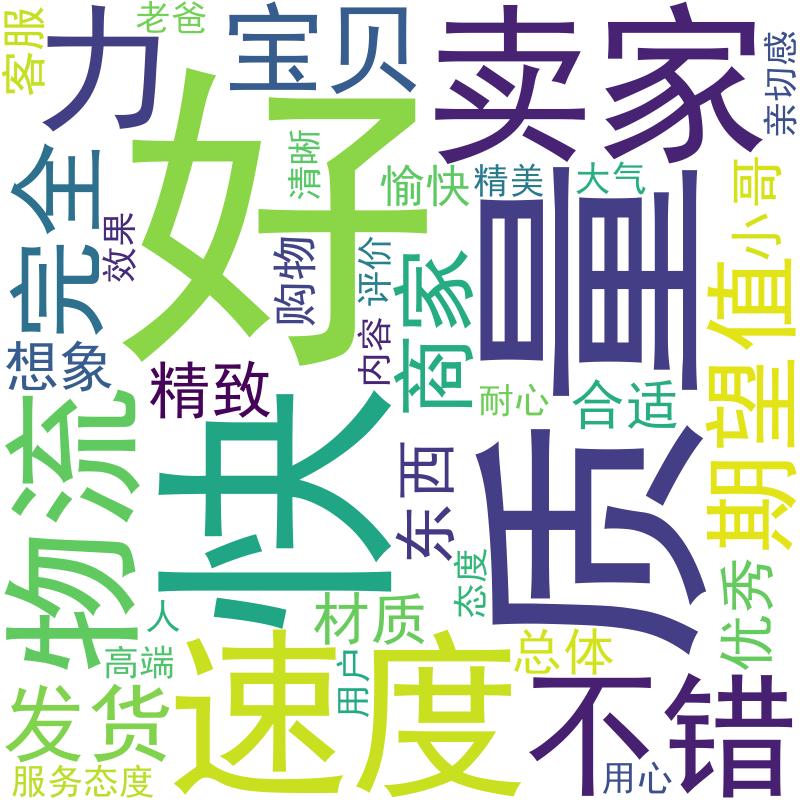 客服
力
老爸
宝贝
卖家
亲切感
好
清晰
愉快
精美
大气
小哥
完全
效果
购物
评价
商家
质量
期望值
想象
精致
内容
耐心
合适
物流
快
东西
态度
优秀
人
材质
高端
用户
总体
发货
速度
不错
服务态度
用心